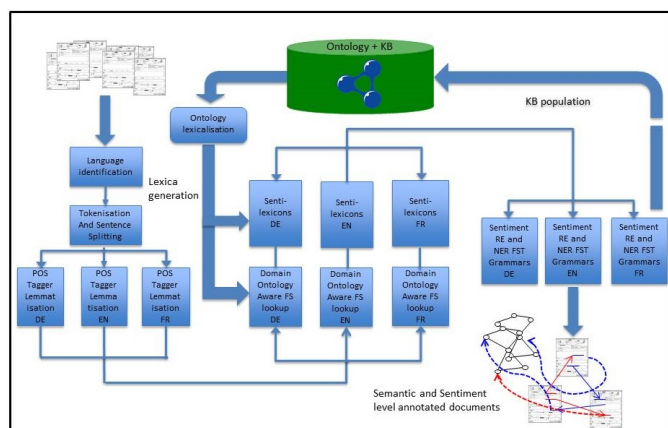 Ontology + KB
KB population
Ontology
lexicalisation
Language
identification
Lexica
generation
Tokenisation
And Sentence
Splitting
POS
Tagger
Lemmat
isation
DE
POS
Tagger
Lemma
tisation
EN
POS
Tagger
Lemmat
isation
FR
Senti-
lexicons
DE
Senti-
lexicons
EN
Senti-
lexicons
FR
Domain
Ontology
Aware FS
lookup
DE
Domain
Ontology
Aware FS
lookup
EN
Domain
Ontology
Aware FS
lookup
FR
Sentiment
RE and
NER FST
Grammars
DE
Sentiment
RE and
NER FST
Grammars
EN
Sentiment
RE and
NER FST
Grammars
FR
Semantic and Sentiment
level annotated documents